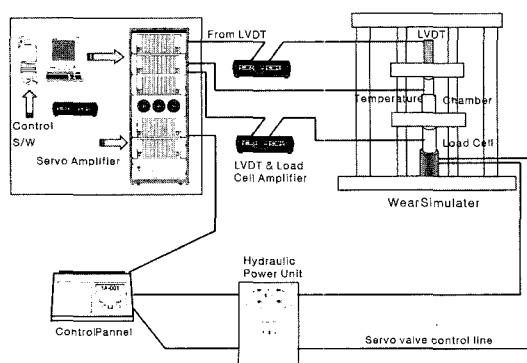 From LVDT
LVDT
Temperature
Chamber
Control
S/W
Servo Amplifier
LVDT & Load
Cell Amplifier
Load Cell
WearSimulater
Hydraulic
Power Unit
ControlPannel
Servo valve control line